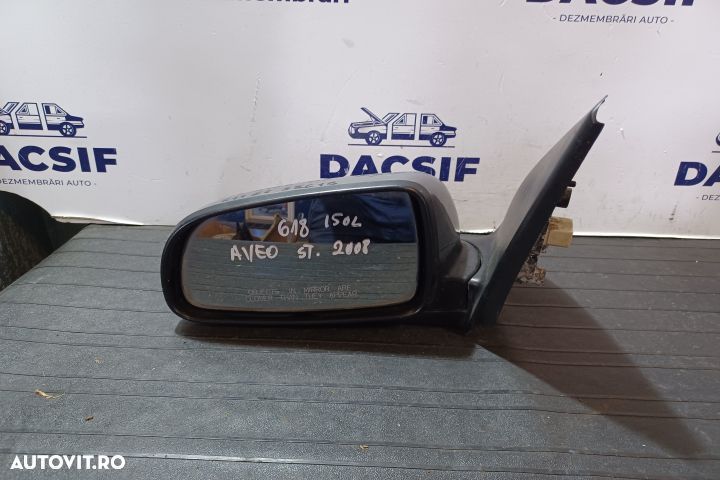 DACSIF
- DEZMEMBRĂRI AUTO -
DACSIF
- DEZMEMBRĂRI AUTO -
DACSIF
- DEZMEMBRĂRI AUTO -
DACSIF
- DEZMEMBRĂRI AUTO -
618 150L
AVEO ST. 2008
OBJECTS IN MIRROR ARE
CLOSER THAN THEY APPEAR
AUTOVIT.RO